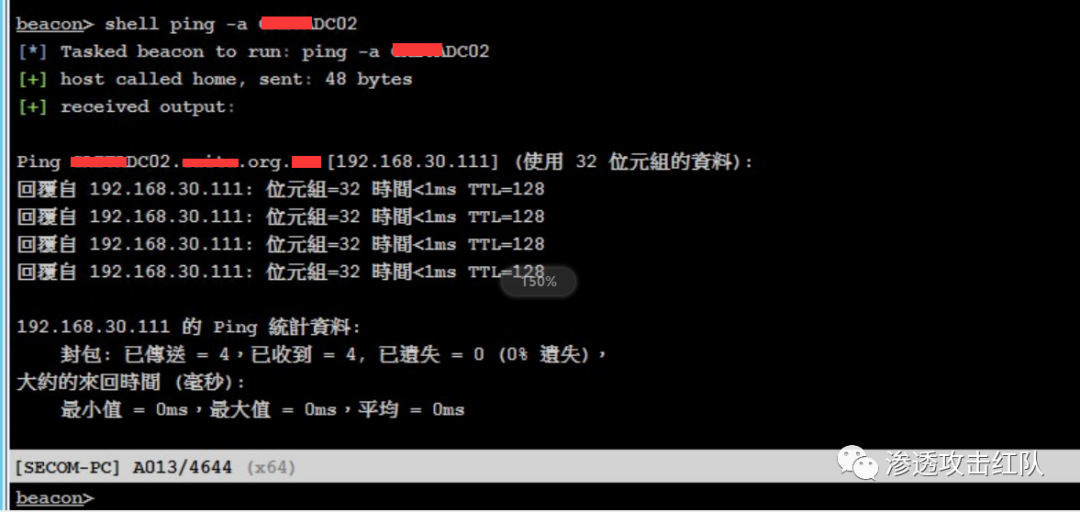 beacon> shell ping -a DC02
[*] Tasked beacon to run: ping -a DC02
[+] host called home, sent: 48 bytes
[+] received output:
Ping DC02. .org. [192.168.30.111] (使用 32 位元組的資料):
回覆自 192.168.30.111: 位元組=32 時間<1ms TTL=128
回覆自 192.168.30.111: 位元組=32 時間<1ms TTL=128
回覆自 192.168.30.111: 位元組=32 時間<1ms TTL=128
回覆自 192.168.30.111: 位元組=32 時間<1ms TTL=128
150%
192.168.30.111 的 Ping 統計資料:
封包: 已傳送 = 4，已收到 = 4, 已遺失 = 0 (0% 遺失)，
大約的來回時間 (毫秒):
最小值 = 0ms，最大值 = 0ms，平均 = 0ms
[SECOM-PC] A013/4644 (x64)
渗透攻击红队
beacon>